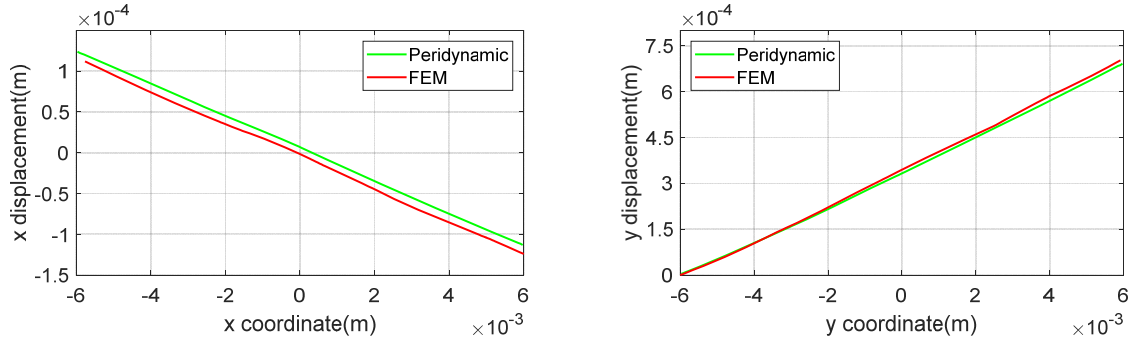 ×10⁻⁴
Peridynamic
FEM
x displacement(m)
1
0.5
0
-0.5
-1
-1.5
-6 -4 -2 0 2 4 6
x coordinate(m)
×10⁻³
×10⁻⁴
Peridynamic
FEM
y displacement(m)
7.5
6
4.5
3
1.5
0
-6 -4 -2 0 2 4 6
y coordinate(m)
×10⁻³